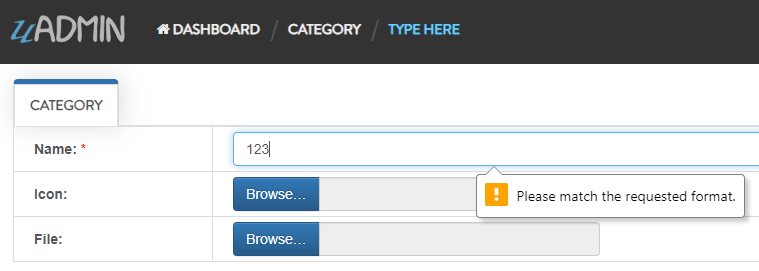 uADMIN DASHBOARD / CATEGORY / TYPE HERE
CATEGORY
Name: * 123
Please match the requested format.
Icon: Browse...
File: Browse...